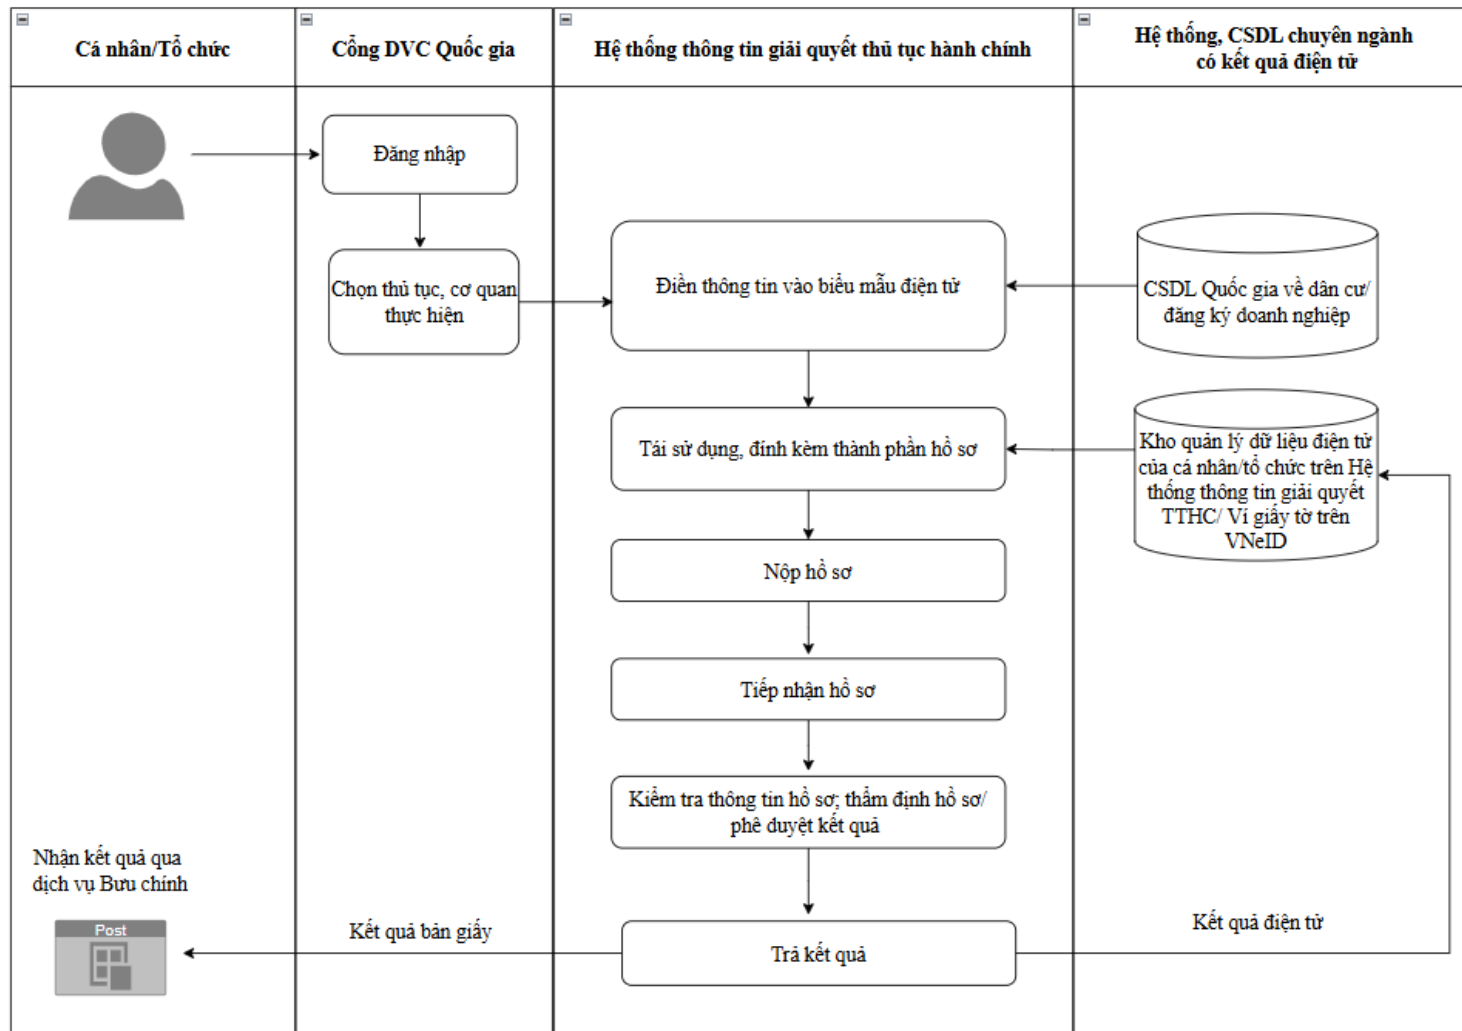 Cá nhân/Tổ chức
Cổng DVC Quốc gia
Hệ thống thông tin giải quyết thủ tục hành chính
Hệ thống, CSDL chuyên ngành
có kết quả điện tử
Đăng nhập
Chọn thủ tục, cơ quan
thực hiện
Điền thông tin vào biểu mẫu điện tử
CSDL Quốc gia về dân cư/
đăng ký doanh nghiệp
Tái sử dụng, đính kèm thành phần hồ sơ
Kho quản lý dữ liệu điện tử
của cá nhân/tổ chức trên Hệ
thống thông tin giải quyết
TTHC/ Ví giấy tờ trên
VNeID
Nộp hồ sơ
Tiếp nhận hồ sơ
Kiểm tra thông tin hồ sơ; thẩm định hồ sơ/
phê duyệt kết quả
Nhận kết quả qua
dịch vụ Bưu chính
Post
Kết quả bản giấy
Trả kết quả
Kết quả điện tử